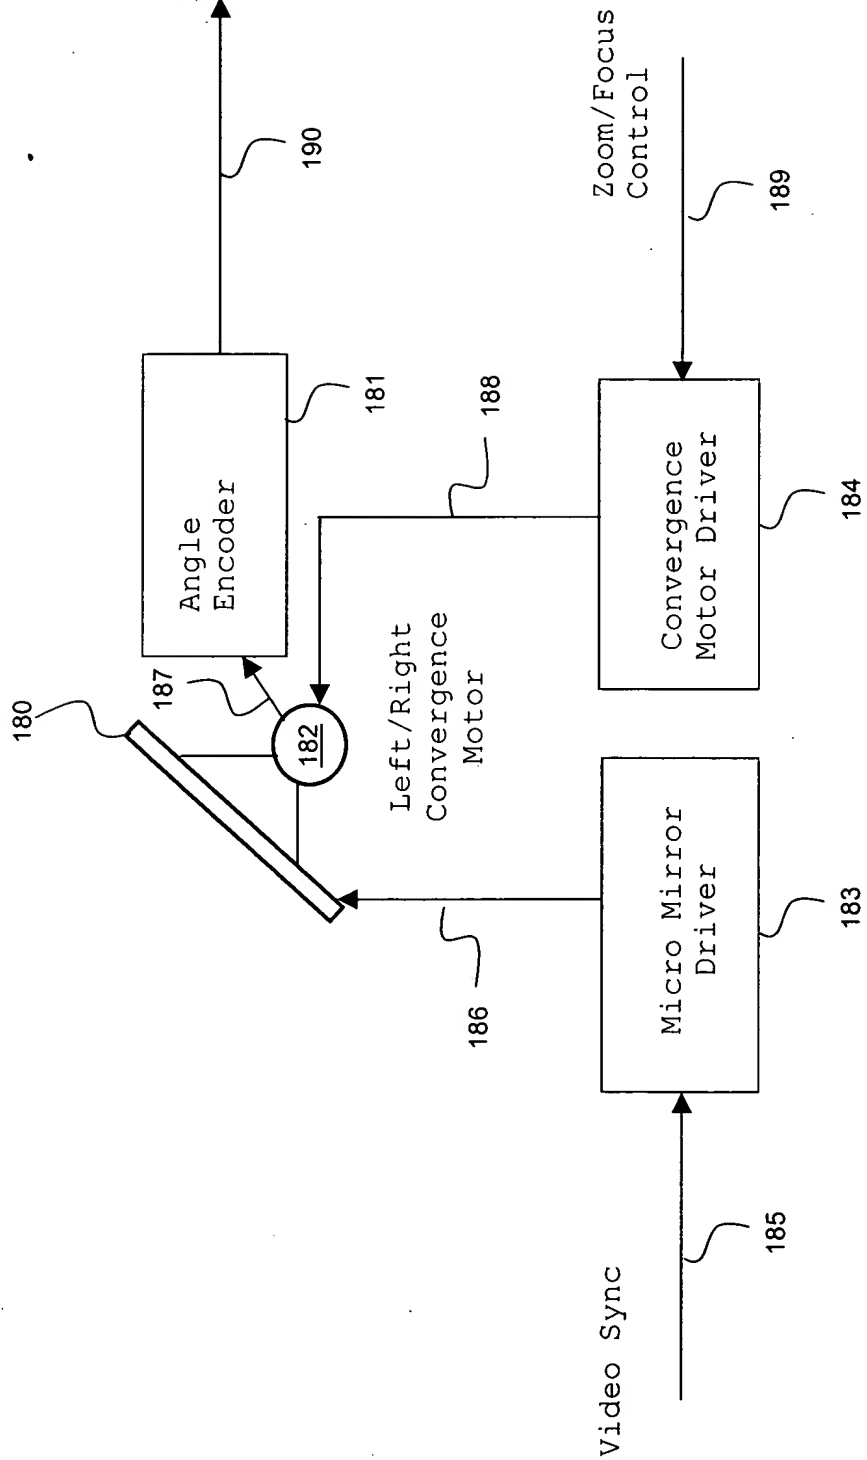 180
187
Angle
Encoder
190
182
181
Left/Right
Convergence
Motor
186
188
Video Sync
Zoom/Focus
Control
Micro Mirror
Driver
Convergence
Motor Driver
185
189
183
184